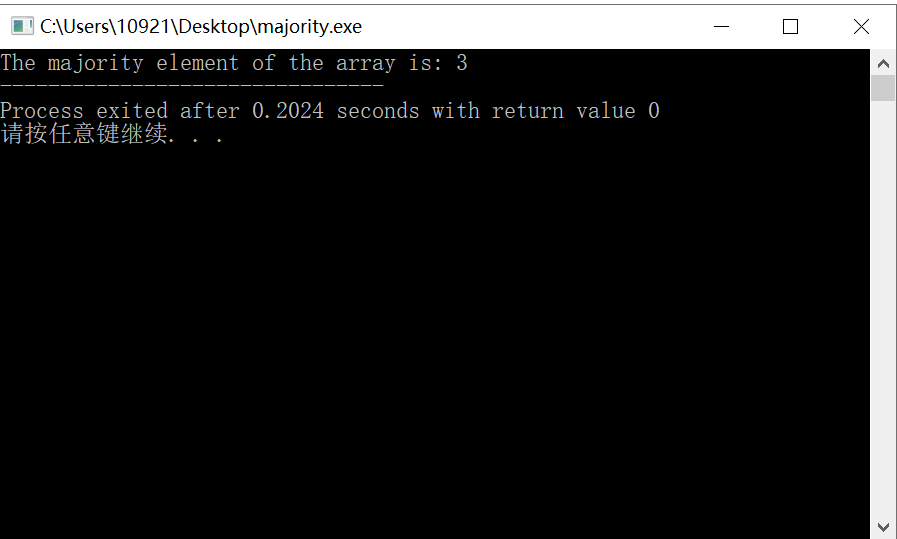 C:\Users\10921\Desktop\majority.exe
The majority element of the array is: 3
--------------------------------
Process exited after 0.2024 seconds with return value 0
请按任意键继续. . .